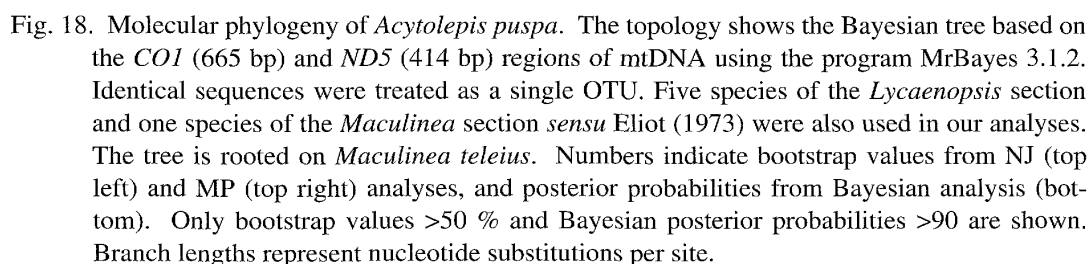 Fig. 18. Molecular phylogeny of Acytolepis puspa. The topology shows the Bayesian tree based on
the CO1 (665 bp) and ND5 (414 bp) regions of mtDNA using the program MrBayes 3.1.2.
Identical sequences were treated as a single OTU. Five species of the Lycaenopsis section
and one species of the Maculinea section sensu Eliot (1973) were also used in our analyses.
The tree is rooted on Maculinea teleius. Numbers indicate bootstrap values from NJ (top
left) and MP (top right) analyses, and posterior probabilities from Bayesian analysis (bot-
tom). Only bootstrap values >50 % and Bayesian posterior probabilities >90 are shown.
Branch lengths represent nucleotide substitutions per site.